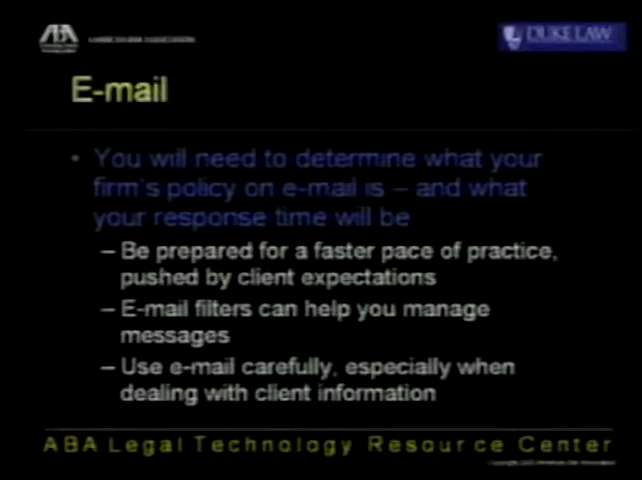 ABA
DUKE LAW
E-mail
• You will need to determine what your
firm's policy on e-mail is – and what
your response time will be
– Be prepared for a faster pace of practice,
pushed by client expectations
– E-mail filters can help you manage
messages
– Use e-mail carefully, especially when
dealing with client information
ABA Legal Technology Resource Center